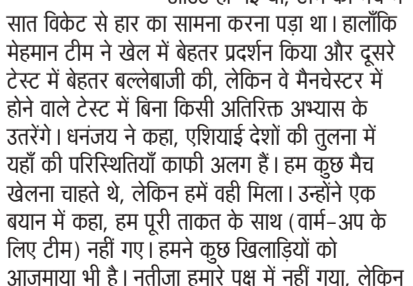 सात विकेट से हार का सामना करना पड़ा था। हालाँकि
मेहमान टीम ने खेल में बेहतर प्रदर्शन किया और दूसरे
टेस्ट में बेहतर बल्लेबाजी की, लेकिन वे मैनचेस्टर में
होने वाले टेस्ट में बिना किसी अतिरिक्त अभ्यास के
उतरेंगे। धनंजय ने कहा, एशियाई देशों की तुलना में
यहाँ की परिस्थितियाँ काफी अलग हैं। हम कुछ मैच
खेलना चाहते थे, लेकिन हमें वही मिला। उन्होंने एक
बयान में कहा, हम पूरी ताकत के साथ (वार्म-अप के
लिए टीम) नहीं गए। हमने कुछ खिलाड़ियों को
आजमाया भी है। नतीजा हमारे पक्ष में नहीं गया, लेकिन